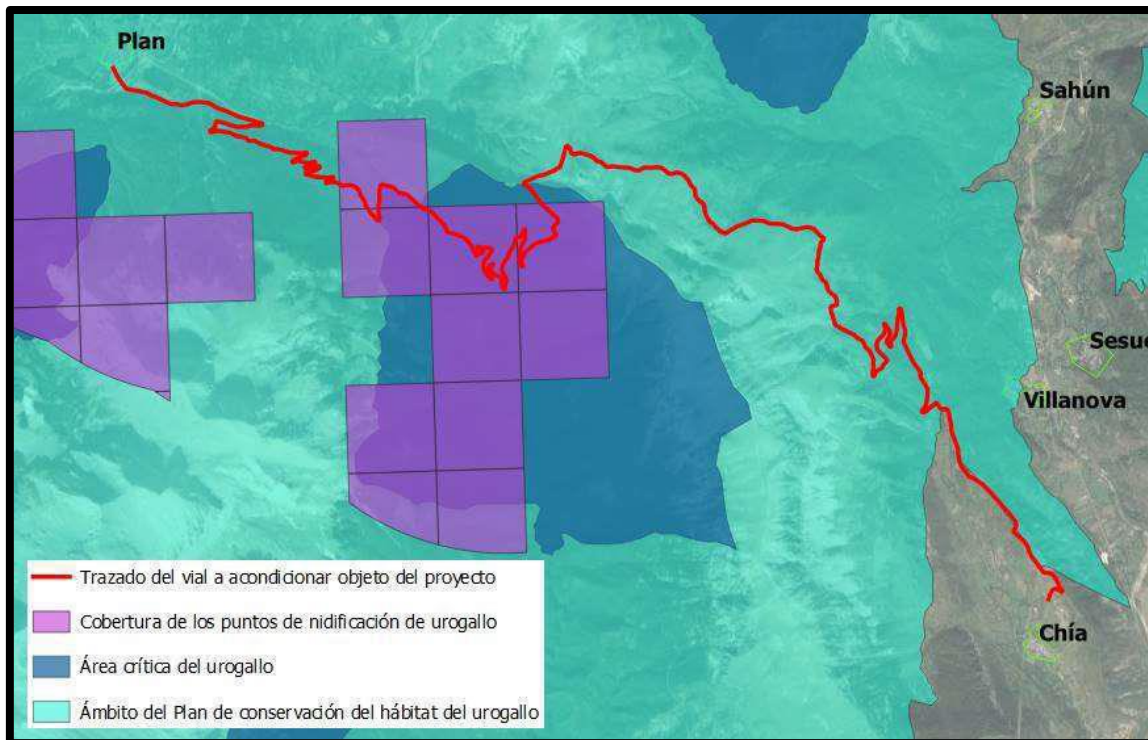 Plan
Sahún
Sesue
Villanova
Chía
Trazado del vial a acondicionar objeto del proyecto
Cobertura de los puntos de nidificación de urogallo
Área crítica del urogallo
Ámbito del Plan de conservación del hábitat del urogallo